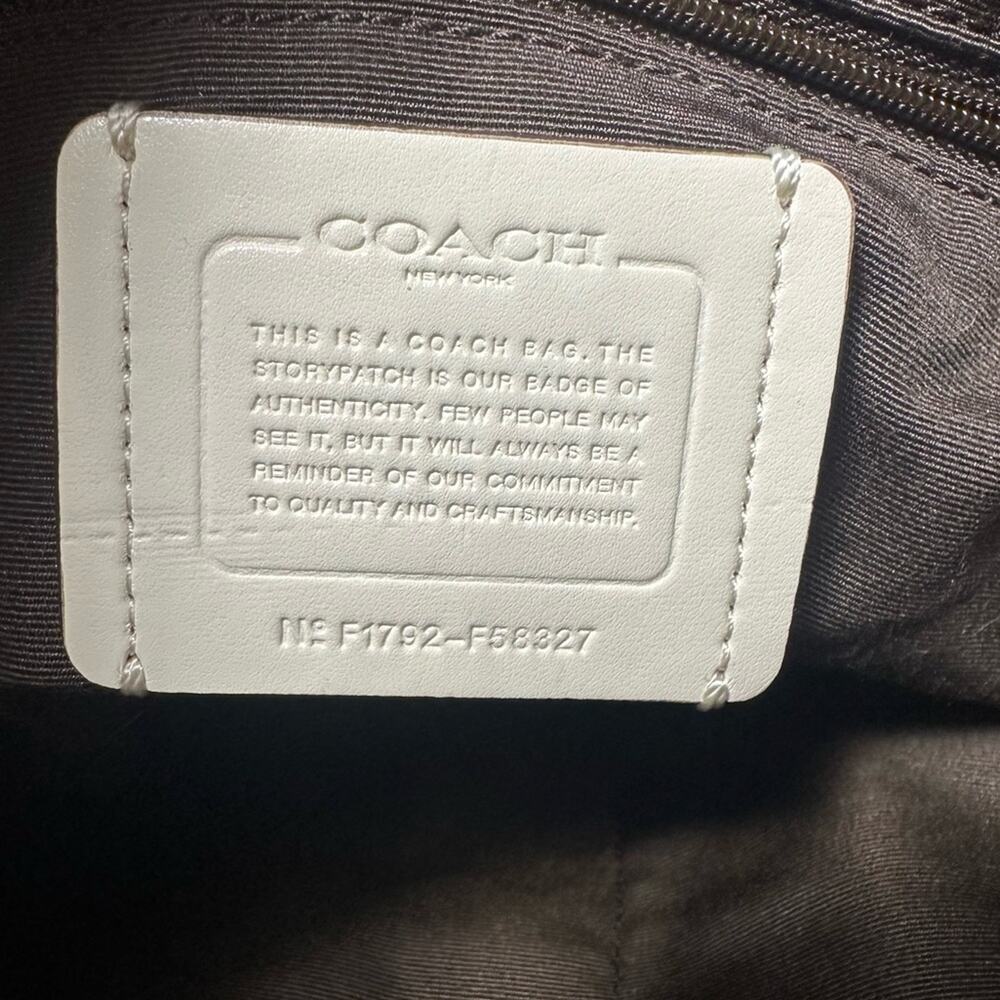 COACH
NEW YORK
THIS IS A COACH BAG. THE
STORYPATCH IS OUR BADGE OF
AUTHENTICITY. FEW PEOPLE MAY
SEE IT, BUT IT WILL ALWAYS BE A
REMINDER OF OUR COMMITMENT
TO QUALITY AND CRAFTSMANSHIP.
Nº F1792-F58327